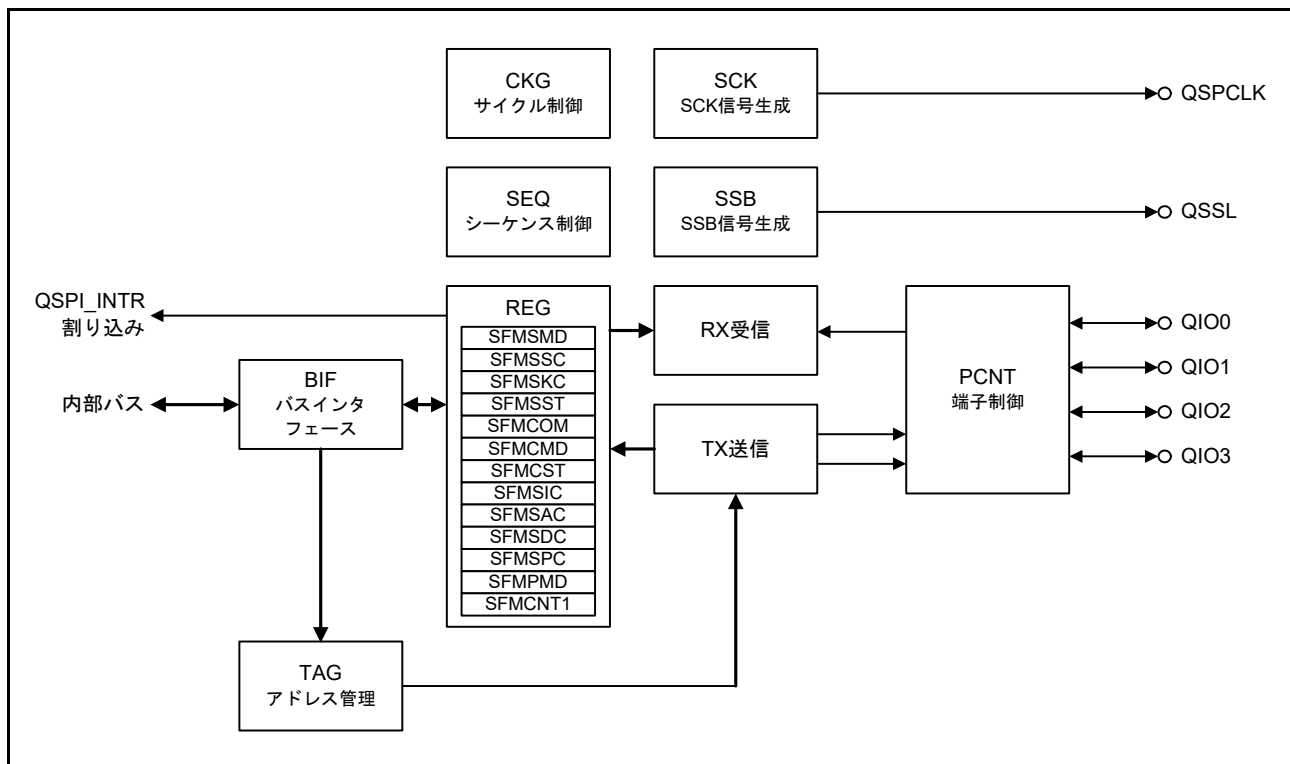 CKG
サイクル制御
SCK
SCK信号生成
QSPCLK
SEQ
シーケンス制御
SSB
SSB信号生成
QSSL
QSPI_INTR
割り込み
REG
SFMSMD
SFMSSC
SFMSKC
SFMSST
SFMCOM
SFMCMD
SFMCST
SFMSIC
SFMSAC
SFMSDC
SFMSPC
SFMPMD
SFMCNT1
RX受信
TX送信
PCNT
端子制御
QIO0
QIO1
QIO2
QIO3
内部バス
BIF
バスインタ
フェース
TAG
アドレス管理